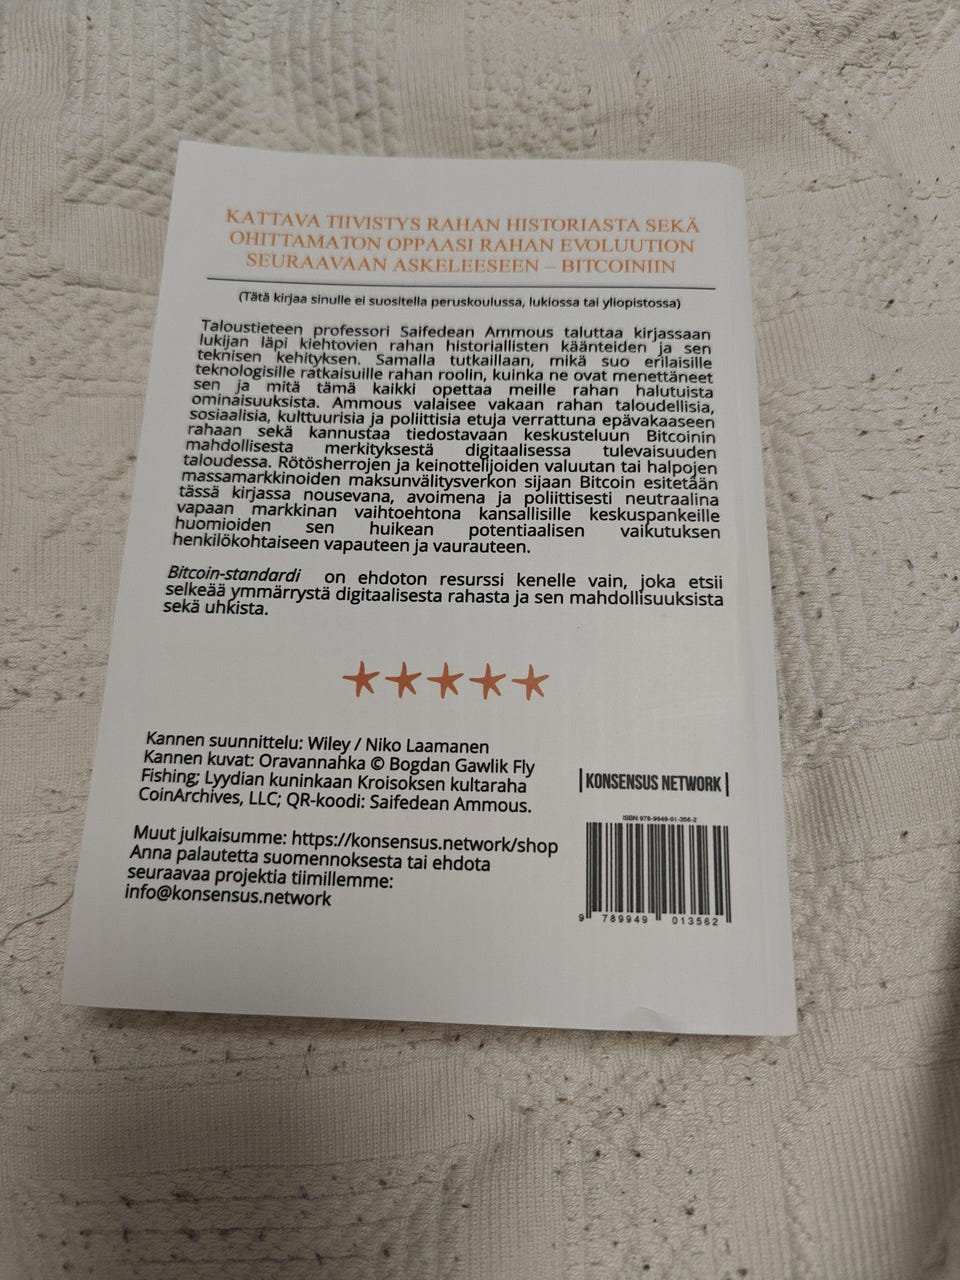 KATTAVA TIIVISTYS RAHAN HISTORIASTA SEKÄ
OHITTAMATON OPPAASI RAHAN EVOLUUTION
SEURAAVAAN ASKELEESEEN – BITCOINIIN
(Tätä kirjaa sinulle ei suositella peruskoulussa, lukiossa tai yliopistossa)
Taloustieteen professori Saifedean Ammous taluttaa kirjassaan
lukijan läpi kiehtovien rahan historiallisten käänteiden ja sen
teknisen kehityksen. Samalla tutkaillaan, mikä suo erilaisille
teknologisille ratkaisuille rahan roolin, kuinka ne ovat menettäneet
sen ja mitä tämä kaikki opettaa meille rahan halutuista
ominaisuuksista. Ammous valaisee vakaan rahan taloudellisia,
sosiaalisia, kulttuurisia ja poliittisia etuja verrattuna epävakaaseen
rahaan sekä kannustaa tiedostavaan keskusteluun Bitcoinin
mahdollisesta merkityksestä digitaalisessa tulevaisuuden
taloudessa. Rötösherrojen ja keinottelijoiden valuutan tai halpojen
massamarkkinoiden maksunvälitysverkon sijaan Bitcoin esitetään
tässä kirjassa nousevana, avoimena ja poliittisesti neutraalina
vapaan markkinan vaihtoehtona kansallisille keskuspankeille
huomioiden sen huikean potentiaalisen vaikutuksen
henkilökohtaiseen vapauteen ja vaurauteen.
Bitcoin-standardi on ehdoton resurssi kenelle vain, joka etsii
selkeää ymmärrystä digitaalisesta rahasta ja sen mahdollisuuksista
sekä uhkista.
Kannen suunnittelu: Wiley / Niko Laamanen
Kannen kuvat: Oravannahka © Bogdan Gawlik Fly
Fishing; Lyydian kuninkaan Kroisoksen kultaraha
CoinArchives, LLC; QR-koodi: Saifedean Ammous.
Muut julkaisumme: https://konsensus.network/shop
Anna palautetta suomennoksesta tai ehdota
seuraavaa projektia tiimillemme:
info@konsensus.network
|KONSENSUS NETWORK|
ISBN 978-9949-01-356-2
9 789949 013562